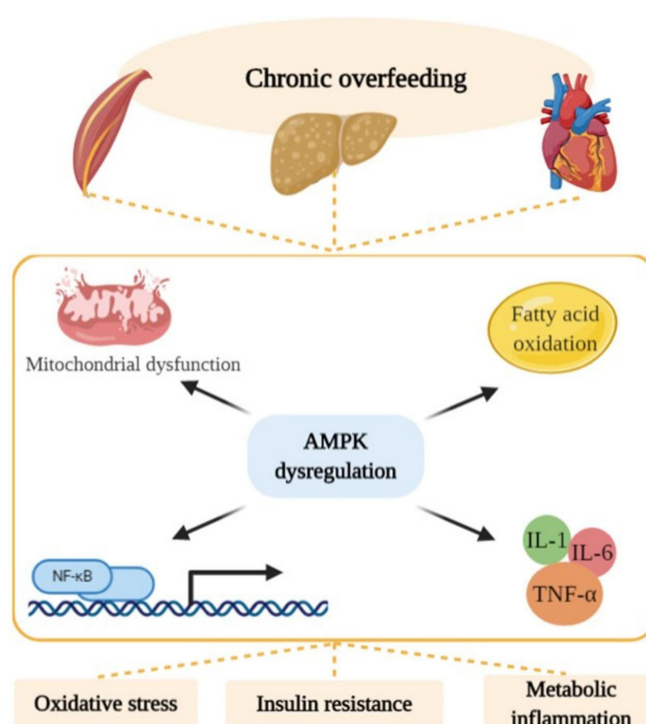 Chronic overfeeding
Mitochondrial dysfunction
Fatty acid
oxidation
AMPK
dysregulation
NF-κB
IL-1
IL-6
TNF-α
Oxidative stress
Insulin resistance
Metabolic
inflammation